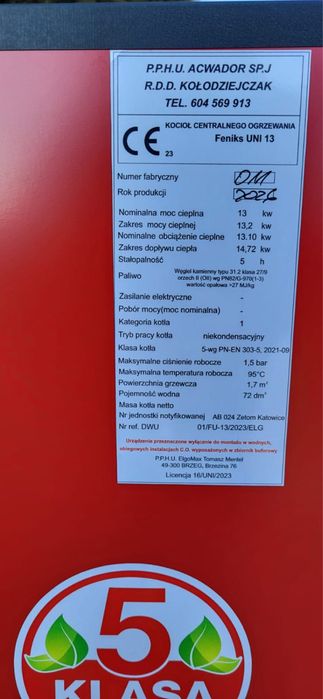 P.P.H.U. ACWADOR SP.J
R.D.D. KOŁODZIEJCZAK
TEL. 604 569 913
CE 23 KOCIOŁ CENTRALNEGO OGRZEWANIA
Feniks UNI 13
Numer fabryczny
Rok produkcji
Nominalna moc cieplna 13 kw
Zakres mocy cieplnej 13,2 kw
Nominalne obciążenie cieplne 13.10 kw
Zakres dopływu ciepła 14,72 kw
Stałopalność 5 h
Paliwo Węgiel kamienny typu 31.2 klasa 27/9
orzech II (OII) wg PN82/G-970(1-3)
wartość opałowa >27 MJ/kg
Zasilanie elektryczne -
Pobór mocy(moc nominalna) -
Kategoria kotła 1
Tryb pracy kotła niekondensacyjny
Klasa kotła 5-wg PN-EN 303-5, 2021-09
Maksymalne ciśnienie robocze 1,5 bar
Maksymalna temperatura robocza 95°C
Powierzchnia grzewcza 1,7 m²
Pojemność wodna 72 dm³
Masa kotła netto
Nr jednostki notyfikowanej AB 024 Zetom Katowice
Nr ref. DWU 01/FU-13/2023/ELG
Urządzenia przeznaczone wyłącznie do montażu w wodnych,
obiegowych instalacjach C.O. wyposażonych w zbiornik buforowy
P.P.H.U. ElgoMax Tomasz Mentel
49-300 BRZEG, Brzezina 76
Licencja 16/UNI/2023
5
KLASA